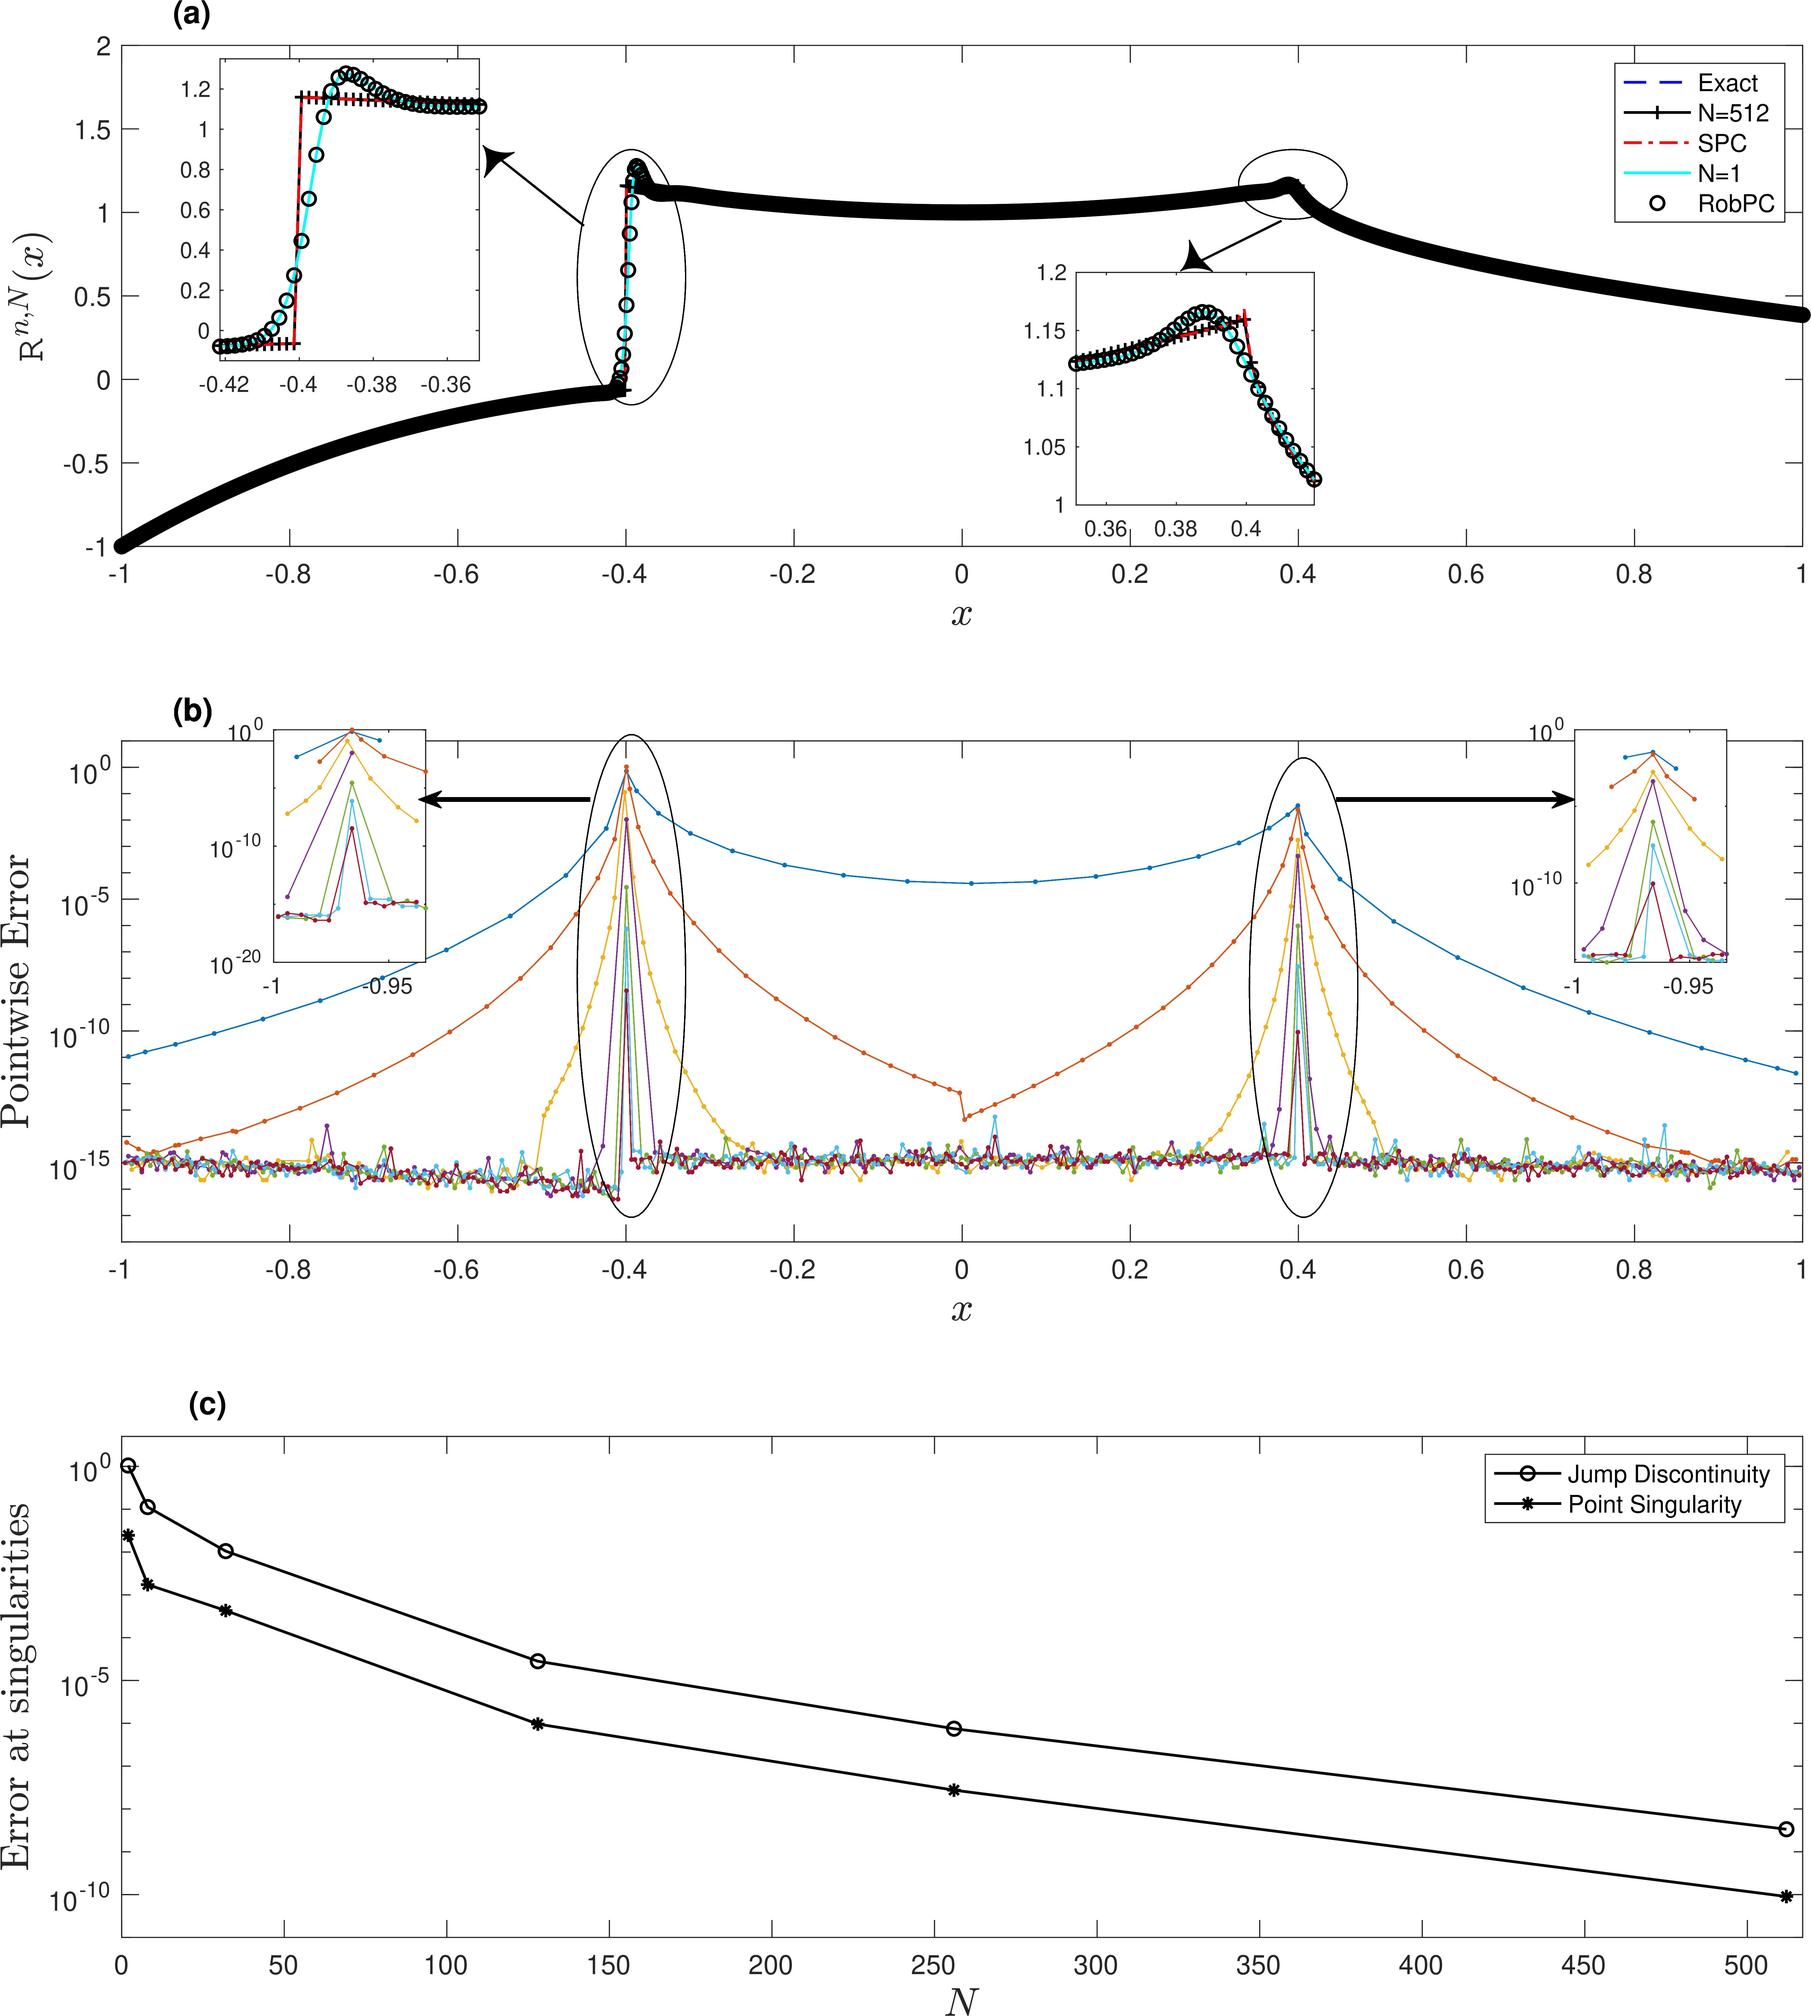 (a)
R^{n,N}(x)
2
1.5
1
0.5
0
-0.5
-1
-1 -0.8 -0.6 -0.4 -0.2 0 0.2 0.4 0.6 0.8 1
x
1.2
1
0.8
0.6
0.4
0.2
0
-0.42 -0.4 -0.38 -0.36
1.2
1.15
1.1
1.05
1
0.36 0.38 0.4
Exact
N=512
SPC
N=1
RobPC
(b)
Pointwise Error
10^0
10^-5
10^-10
10^-15
-1 -0.8 -0.6 -0.4 -0.2 0 0.2 0.4 0.6 0.8 1
x
10^0
10^-10
10^-20
-1 -0.95
10^0
10^-10
-1 -0.95
(c)
Error at singularities
10^0
10^-5
10^-10
0 50 100 150 200 250 300 350 400 450 500
N
Jump Discontinuity
Point Singularity